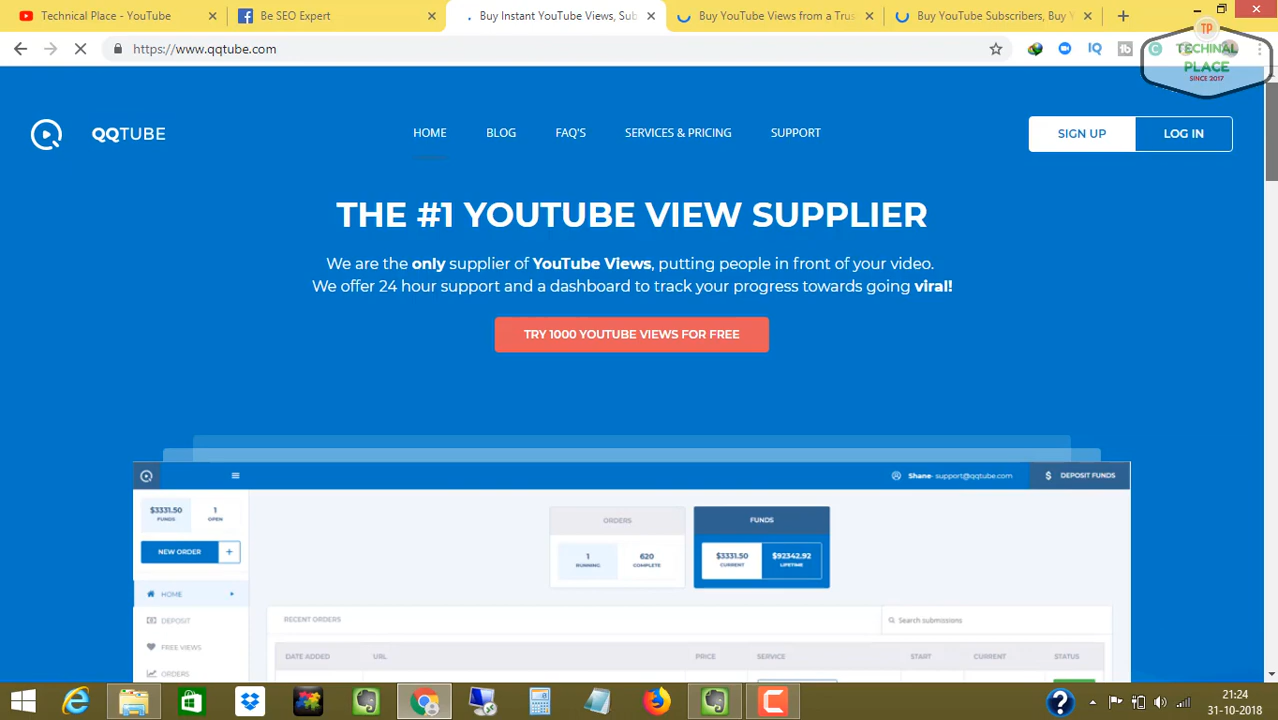 Technical Place - YouTube
Be SEO Expert
Buy Instant YouTube Views, Sub
Buy YouTube Views from a Trus
Buy YouTube Subscribers, Buy Y
https://www.qqtube.com
IQ
tb
TP
TECHINAL
PLACE
SINCE 2017
QQTUBE
HOME
BLOG
FAQ'S
SERVICES & PRICING
SUPPORT
SIGN UP
LOG IN
THE #1 YOUTUBE VIEW SUPPLIER
We are the only supplier of YouTube Views, putting people in front of your video.
We offer 24 hour support and a dashboard to track your progress towards going viral!
TRY 1000 YOUTUBE VIEWS FOR FREE
Shane - support@qqtube.com
$ DEPOSIT FUNDS
$3331.50
FUNDS
1
OPEN
NEW ORDER +
HOME
DEPOSIT
FREE VIEWS
ORDERS
ORDERS
1
RUNNING
620
COMPLETE
FUNDS
$3331.50
CURRENT
$92342.92
LIFETIME
RECENT ORDERS
Search submissions
DATE ADDED
URL
PRICE
SERVICE
START
CURRENT
STATUS
21:24
31-10-2018